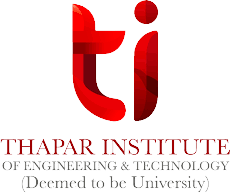 ti
THAPAR INSTITUTE
OF ENGINEERING & TECHNOLOGY
(Deemed to be University)